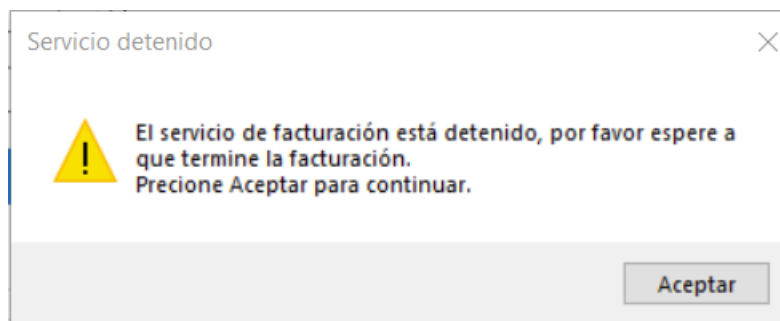 Servicio detenido
El servicio de facturación está detenido, por favor espere a
que termine la facturación.
Precione Aceptar para continuar.
Aceptar